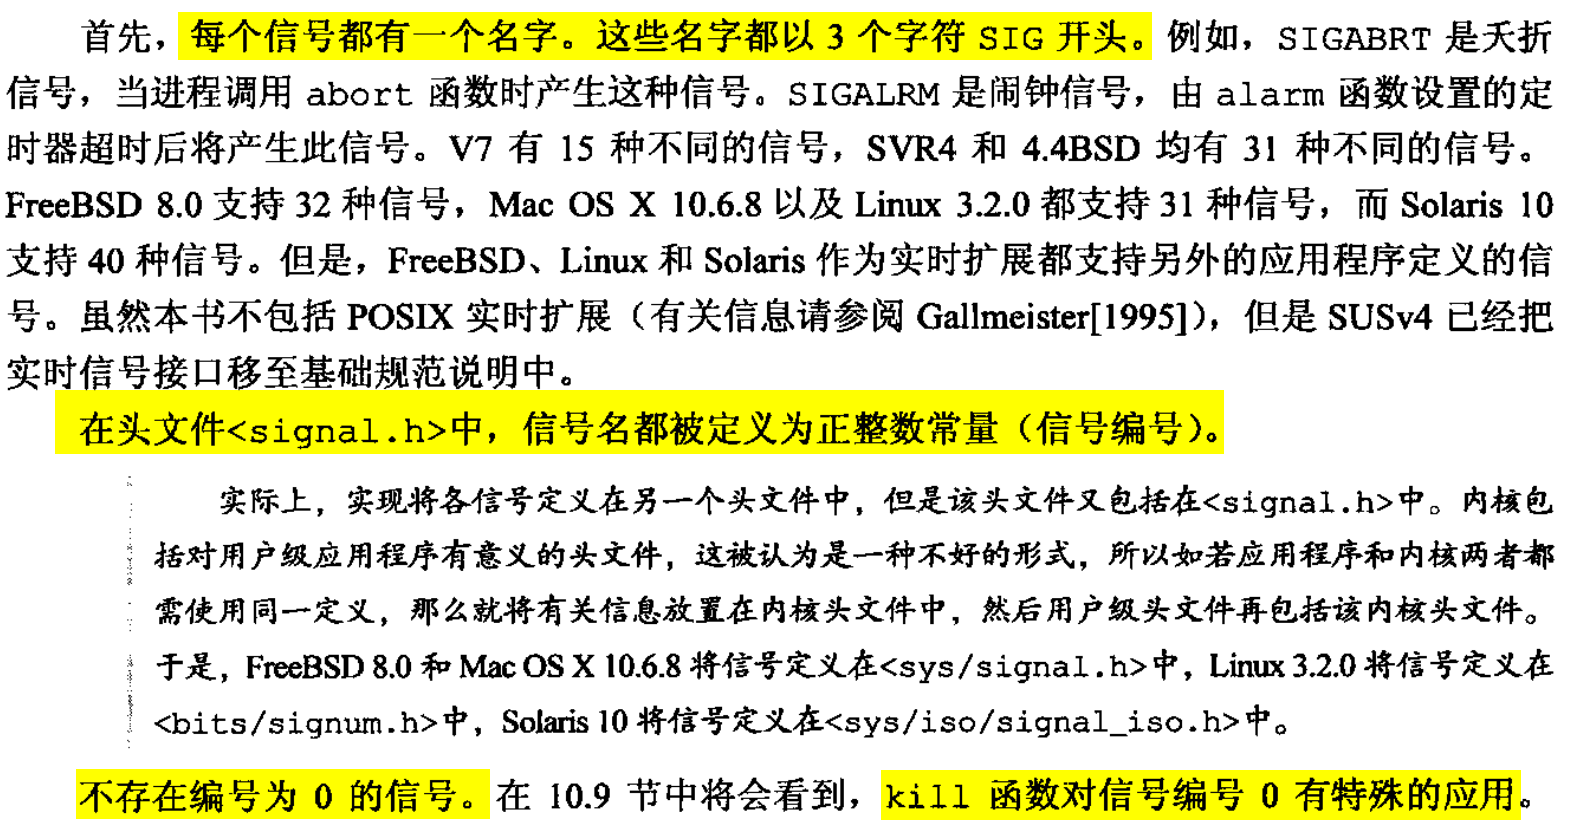 首先，每个信号都有一个名字。这些名字都以 3 个字符 SIG 开头。例如，SIGABRT 是夭折
信号，当进程调用 abort 函数时产生这种信号。SIGALRM 是闹钟信号，由 alarm 函数设置的定
时器超时后将产生此信号。V7 有 15 种不同的信号，SVR4 和 4.4BSD 均有 31 种不同的信号。
FreeBSD 8.0 支持 32 种信号，Mac OS X 10.6.8 以及 Linux 3.2.0 都支持 31 种信号，而 Solaris 10
支持 40 种信号。但是，FreeBSD、Linux 和 Solaris 作为实时扩展都支持另外的应用程序定义的信
号。虽然本书不包括 POSIX 实时扩展（有关信息请参阅 Gallmeister[1995]），但是 SUSv4 已经把
实时信号接口移至基础规范说明中。
在头文件<signal.h>中，信号名都被定义为正整数常量（信号编号）。
实际上，实现将各信号定义在另一个头文件中，但是该头文件又包括在<signal.h>中。内核包
括对用户级应用程序有意义的头文件，这被认为是一种不好的形式，所以如若应用程序和内核两者都
需使用同一定义，那么就将有关信息放置在内核头文件中，然后用户级头文件再包括该内核头文件。
于是，FreeBSD 8.0 和 Mac OS X 10.6.8 将信号定义在<sys/signal.h>中，Linux 3.2.0 将信号定义在
<bits/signum.h>中，Solaris 10 将信号定义在<sys/iso/signal_iso.h>中。
不存在编号为 0 的信号。在 10.9 节中将会看到，kill 函数对信号编号 0 有特殊的应用。